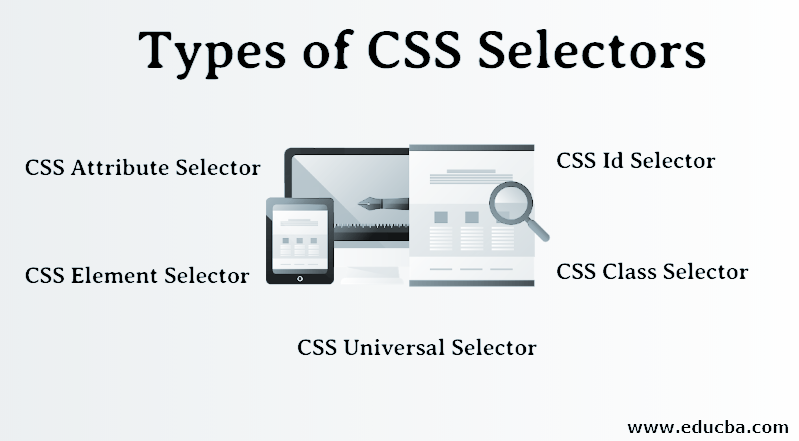 Types of CSS Selectors
CSS Attribute Selector
CSS Id Selector
CSS Element Selector
CSS Class Selector
CSS Universal Selector
www.educba.com